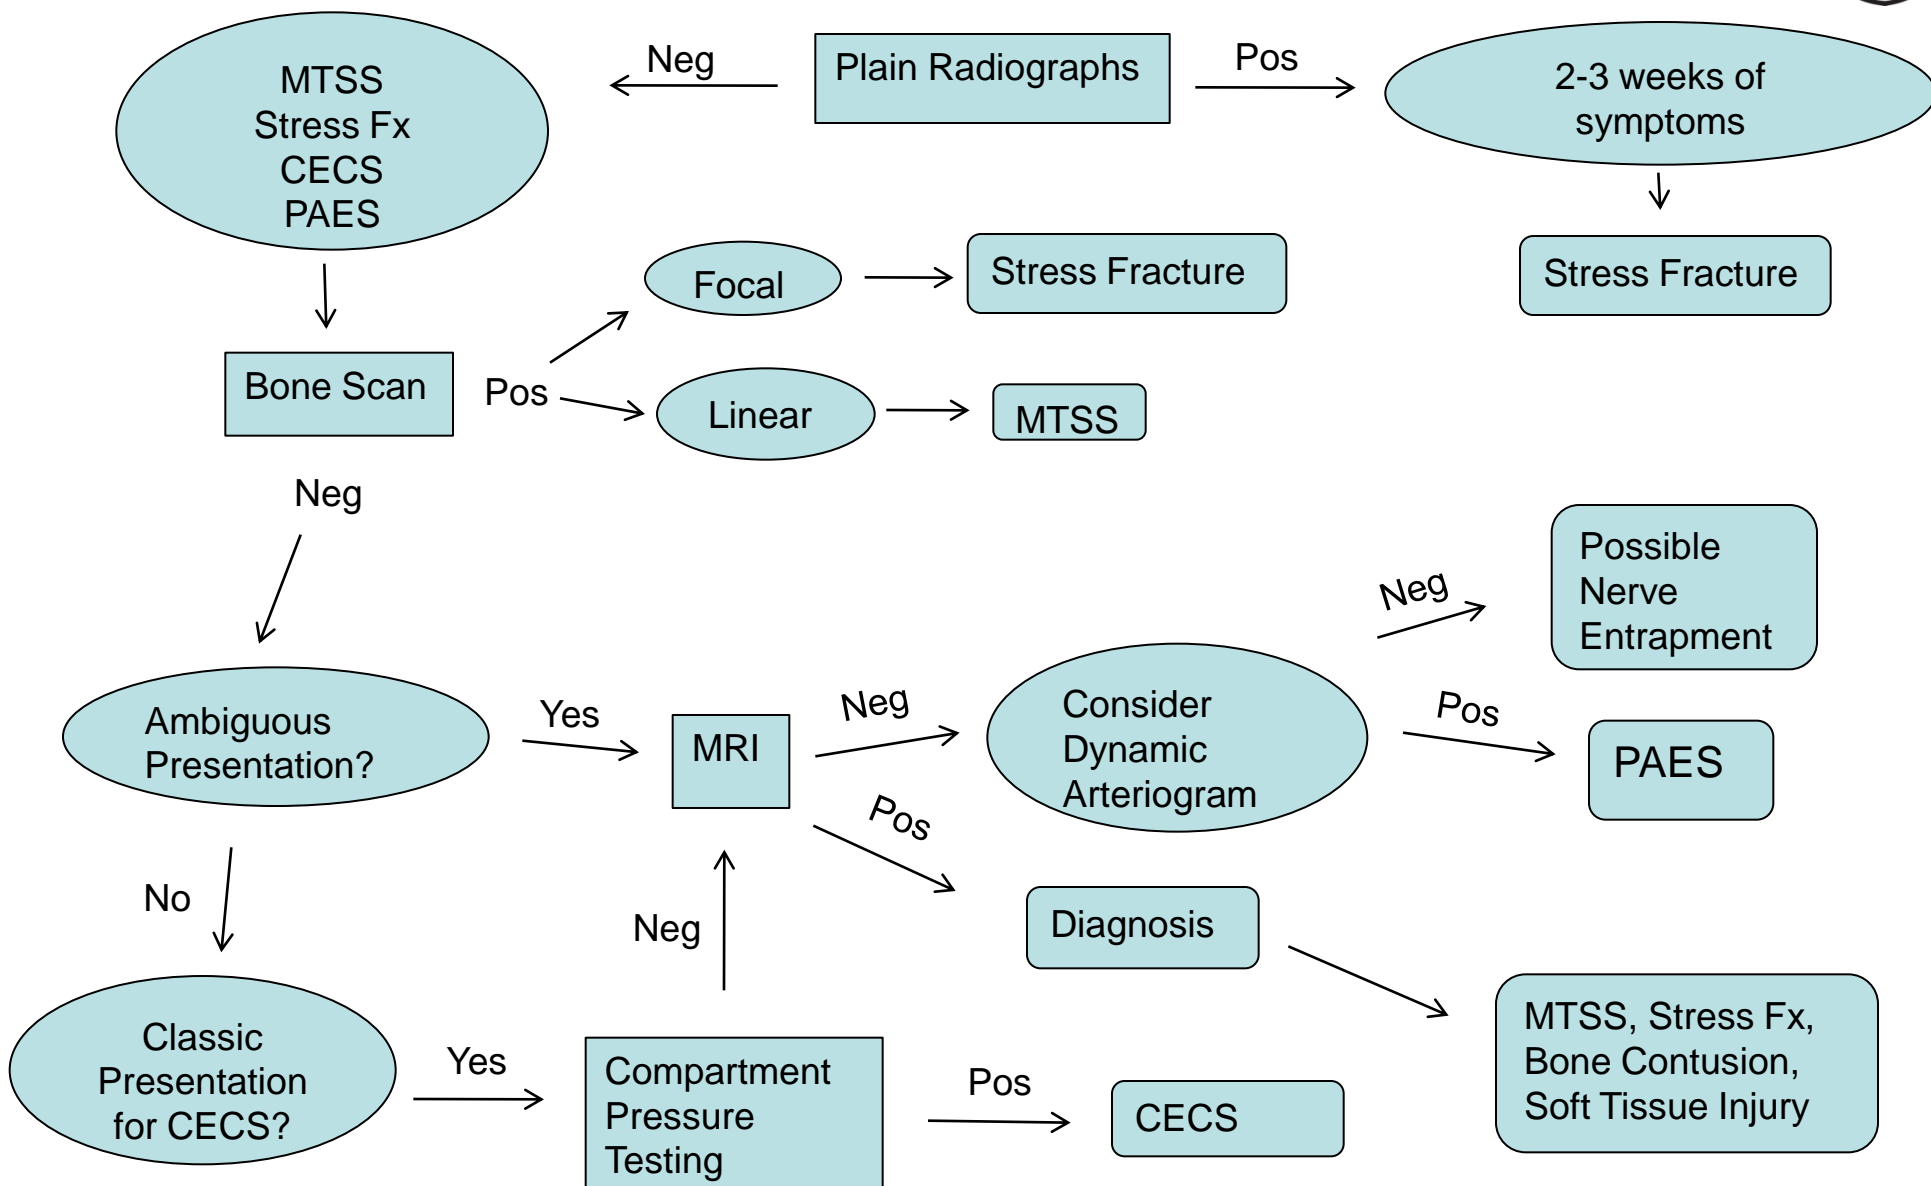 MTSS
Stress Fx
CECS
PAES
Neg
Plain Radiographs
Pos
2-3 weeks of
symptoms
Stress Fracture
Bone Scan
Pos
Focal
Stress Fracture
Linear
MTSS
Neg
Ambiguous
Presentation?
Yes
MRI
Neg
Consider
Dynamic
Arteriogram
Neg
Possible
Nerve
Entrapment
Pos
PAES
Pos
Diagnosis
MTSS, Stress Fx,
Bone Contusion,
Soft Tissue Injury
No
Classic
Presentation
for CECS?
Yes
Compartment
Pressure
Testing
Neg
Pos
CECS